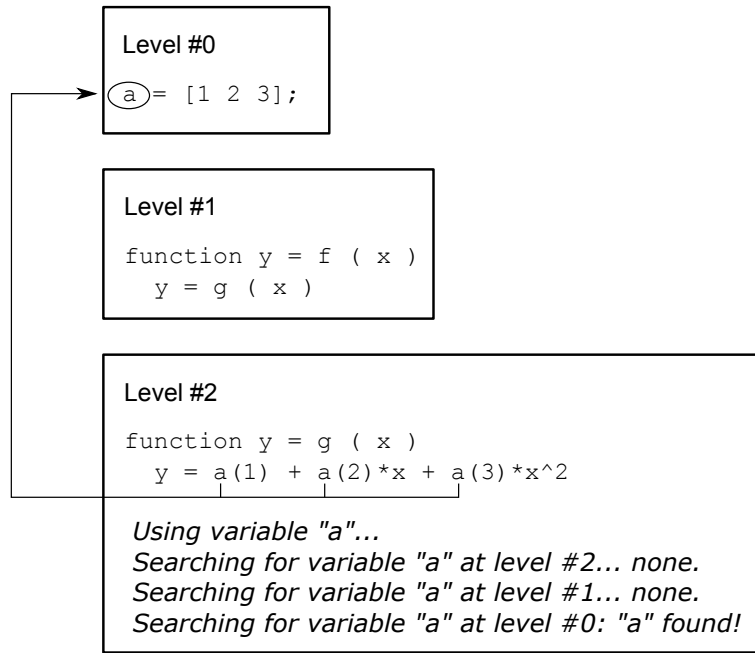 Level #0
a = [1 2 3];
Level #1
function y = f ( x )
y = g ( x )
Level #2
function y = g ( x )
y = a(1) + a(2)*x + a(3)*x^2
Using variable "a"...
Searching for variable "a" at level #2... none.
Searching for variable "a" at level #1... none.
Searching for variable "a" at level #0: "a" found!